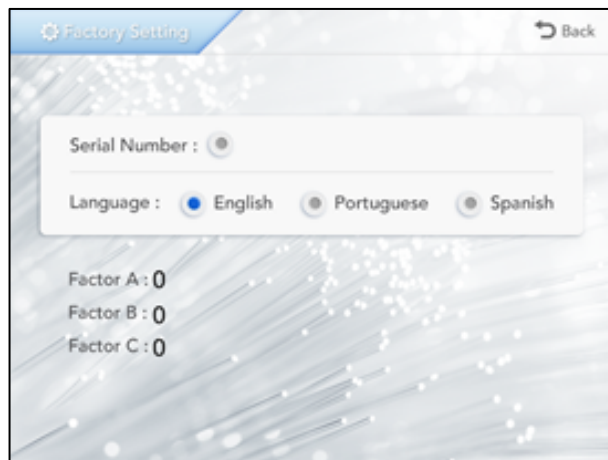 Factory Setting
Back
Serial Number :
Language : English Portuguese Spanish
Factor A : 0
Factor B : 0
Factor C : 0